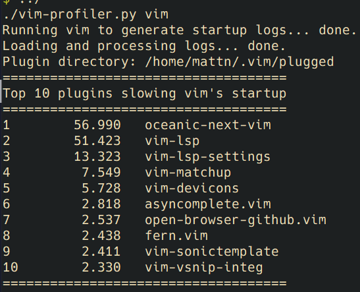 ./vim-profiler.py vim
Running vim to generate startup logs... done.
Loading and processing logs... done.
Plugin directory: /home/mattn/.vim/plugged
====================================
Top 10 plugins slowing vim's startup
====================================
1 56.990 oceanic-next-vim
2 51.423 vim-lsp
3 13.323 vim-lsp-settings
4 7.549 vim-matchup
5 5.728 vim-devicons
6 2.818 asyncomplete.vim
7 2.537 open-browser-github.vim
8 2.438 fern.vim
9 2.411 vim-sonictemplate
10 2.330 vim-vsnip-integ
====================================